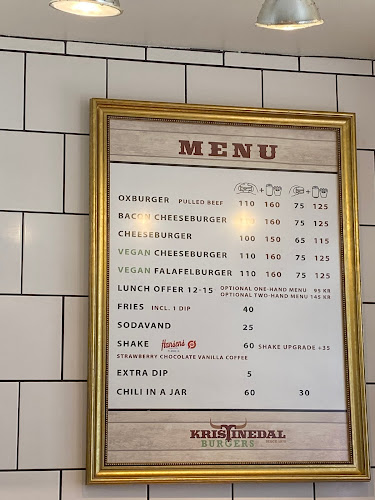 MENU
OXBURGER PULLED BEEF 110 160 75 125
BACON CHEESEBURGER 110 160 75 125
CHEESEBURGER 100 150 65 115
VEGAN CHEESEBURGER 110 160 75 125
VEGAN FALAFELBURGER 110 160 75 125
LUNCH OFFER 12-15 OPTIONAL ONE-HAND MENU 95 KR
OPTIONAL TWO-HAND MENU 145 KR
FRIES INCL. 1 DIP 40
SODAVAND 25
SHAKE Hansens 60 SHAKE UPGRADE +35
STRAWBERRY CHOCOLATE VANILLA COFFEE
EXTRA DIP 5
CHILI IN A JAR 60 30
KRISTINEDAL
BURGERS